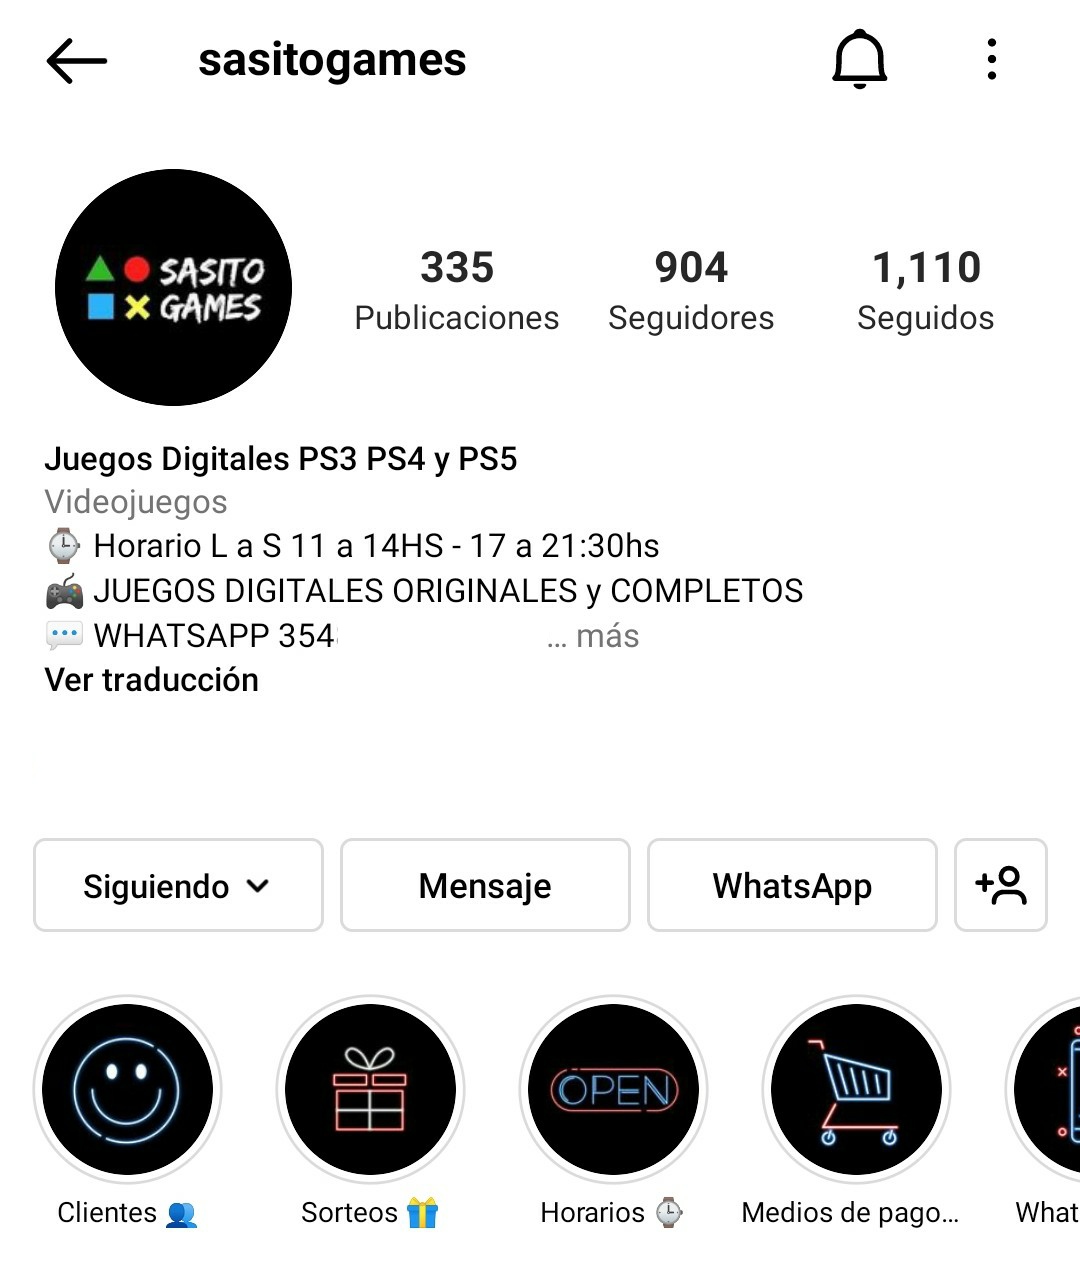 sasitogames
SASITO
GAMES
335
Publicaciones
904
Seguidores
1,110
Seguidos
Juegos Digitales PS3 PS4 y PS5
Videojuegos
⌚ Horario L a S 11 a 14HS - 17 a 21:30hs
🎮 JUEGOS DIGITALES ORIGINALES y COMPLETOS
💬 WHATSAPP 354 ... más
Ver traducción
Siguiendo
Mensaje
WhatsApp
OPEN
Clientes 👥
Sorteos 🎁
Horarios ⌚
Medios de pago...
What